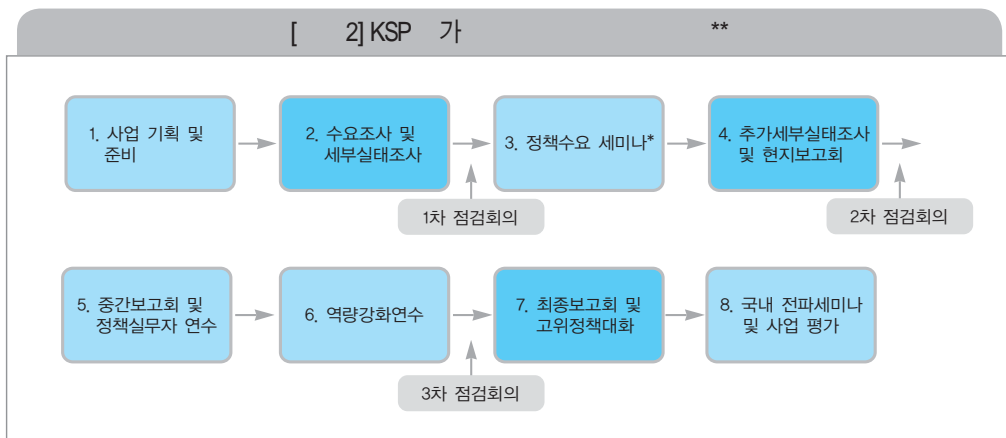 [ 2] KSP 가 **
1. 사업 기획 및
준비
2. 수요조사 및
세부실태조사
3. 정책수요 세미나*
4. 추가세부실태조사
및 현지보고회
1차 점검회의
2차 점검회의
5. 중간보고회 및
정책실무자 연수
6. 역량강화연수
7. 최종보고회 및
고위정책대화
8. 국내 전파세미나
및 사업 평가
3차 점검회의